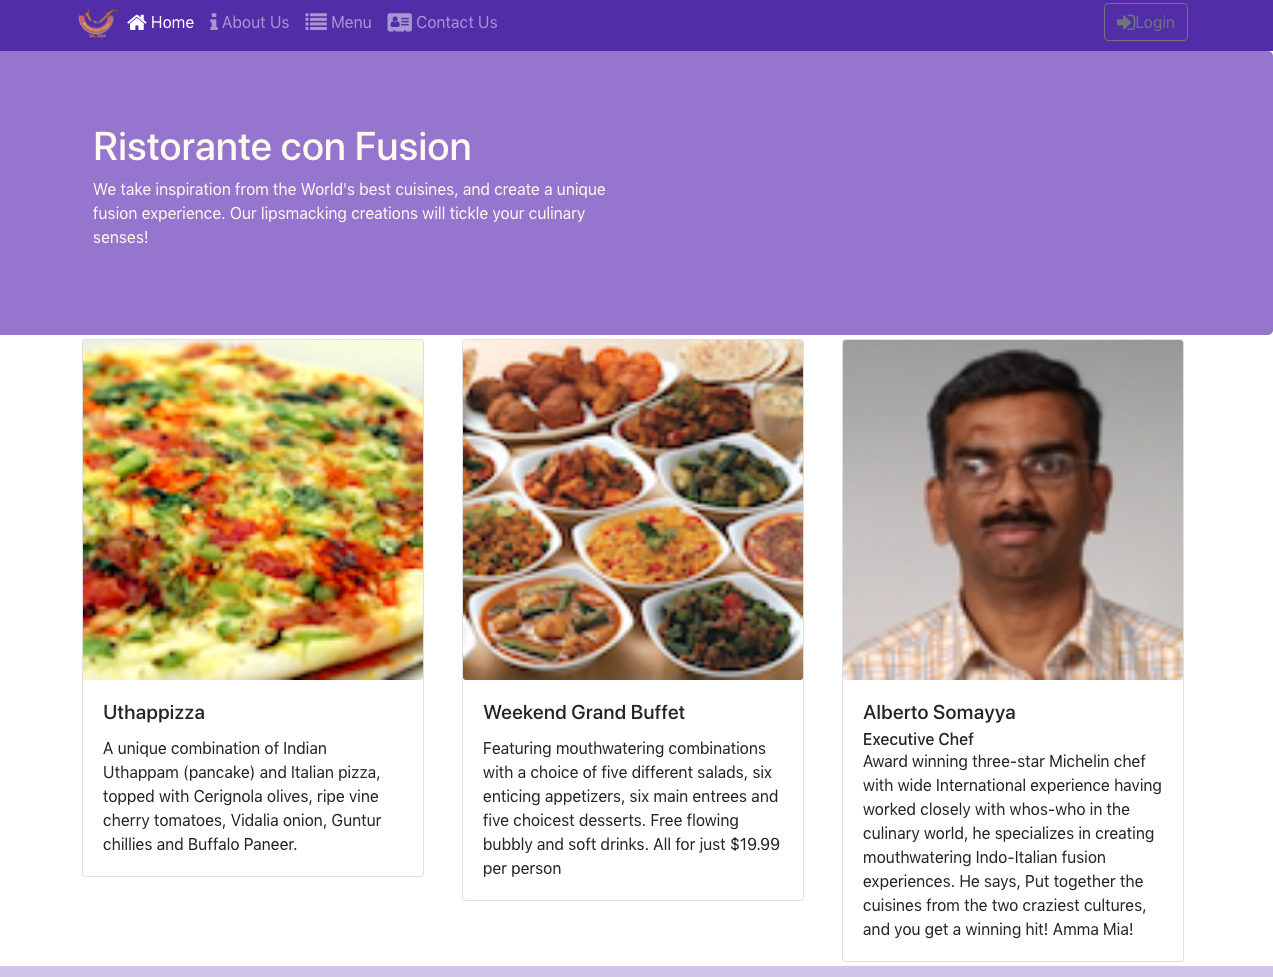 Home About Us Menu Contact Us Login
Ristorante con Fusion
We take inspiration from the World's best cuisines, and create a unique
fusion experience. Our lipsmacking creations will tickle your culinary
senses!
Uthappizza
A unique combination of Indian
Uthappam (pancake) and Italian pizza,
topped with Cerignola olives, ripe vine
cherry tomatoes, Vidalia onion, Guntur
chillies and Buffalo Paneer.
Weekend Grand Buffet
Featuring mouthwatering combinations
with a choice of five different salads, six
enticing appetizers, six main entrees and
five choicest desserts. Free flowing
bubbly and soft drinks. All for just $19.99
per person
Alberto Somayya
Executive Chef
Award winning three-star Michelin chef
with wide International experience having
worked closely with whos-who in the
culinary world, he specializes in creating
mouthwatering Indo-Italian fusion
experiences. He says, Put together the
cuisines from the two craziest cultures,
and you get a winning hit! Amma Mia!